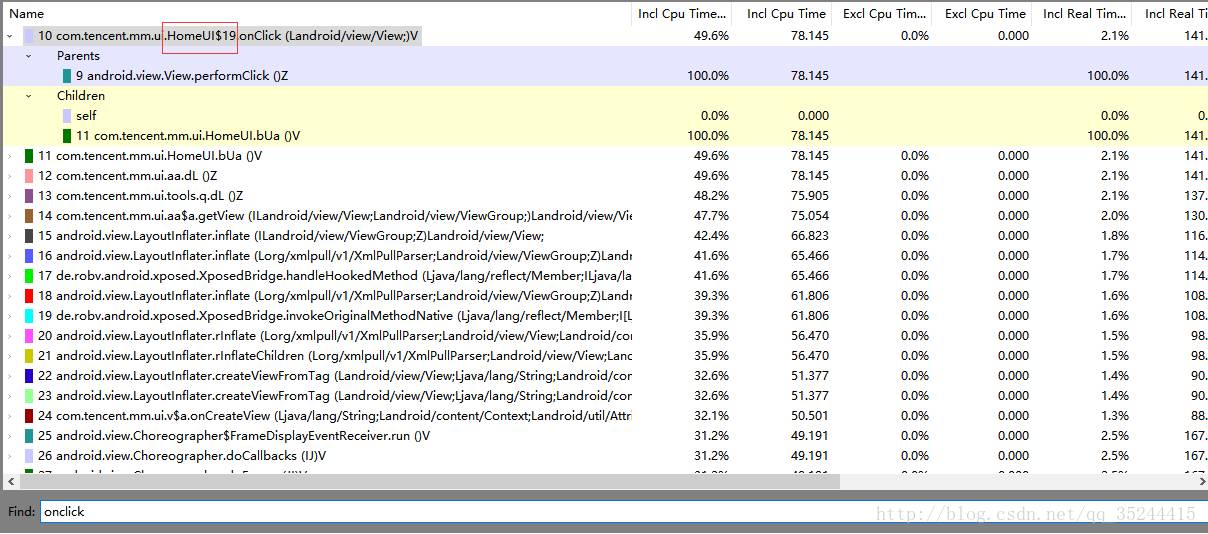 Name Incl Cpu Time... Incl Cpu Time Excl Cpu Time... Excl Cpu Time Incl Real Tim... Incl Real T
10 com.tencent.mm.ui.HomeUI$19.onClick (Landroid/view/View;)V 49.6% 78.145 0.0% 0.000 2.1% 141.
Parents
9 android.view.View.performClick ()Z 100.0% 78.145 100.0% 141.
Children
self 0.0% 0.000 0.0% 0.
11 com.tencent.mm.ui.HomeUI.bUa ()V 100.0% 78.145 100.0% 141.
11 com.tencent.mm.ui.HomeUI.bUa ()V 49.6% 78.145 0.0% 0.000 2.1% 141.
12 com.tencent.mm.ui.aa.dL ()Z 49.6% 78.145 0.0% 0.000 2.1% 141.
13 com.tencent.mm.ui.tools.q.dL ()Z 48.2% 75.905 0.0% 0.000 2.1% 137.
14 com.tencent.mm.ui.aa$a.getView (ILandroid/view/View;Landroid/view/ViewGroup;)Landroid/view/Vie 47.7% 75.054 0.0% 0.000 2.0% 130.
15 android.view.LayoutInflater.inflate (ILandroid/view/ViewGroup;Z)Landroid/view/View; 42.4% 66.823 0.0% 0.000 1.8% 116.
16 android.view.LayoutInflater.inflate (Lorg/xmlpull/v1/XmlPullParser;Landroid/view/ViewGroup;Z)Landr 41.6% 65.466 0.0% 0.000 1.7% 114.
17 de.robv.android.xposed.XposedBridge.handleHookedMethod (Ljava/lang/reflect/Member;ILjava/la 41.6% 65.466 0.0% 0.000 1.7% 114.
18 android.view.LayoutInflater.inflate (Lorg/xmlpull/v1/XmlPullParser;Landroid/view/ViewGroup;Z)Landr 39.3% 61.806 0.0% 0.000 1.6% 108.
19 de.robv.android.xposed.XposedBridge.invokeOriginalMethodNative (Ljava/lang/reflect/Member;I[L 39.3% 61.806 0.0% 0.000 1.6% 108.
20 android.view.LayoutInflater.rInflate (Lorg/xmlpull/v1/XmlPullParser;Landroid/view/View;Landroid/co 35.9% 56.470 0.0% 0.000 1.5% 98.
21 android.view.LayoutInflater.rInflateChildren (Lorg/xmlpull/v1/XmlPullParser;Landroid/view/View;Lanc 35.9% 56.470 0.0% 0.000 1.5% 98.
22 android.view.LayoutInflater.createViewFromTag (Landroid/view/View;Ljava/lang/String;Landroid/con 32.6% 51.377 0.0% 0.000 1.4% 90.
23 android.view.LayoutInflater.createViewFromTag (Landroid/view/View;Ljava/lang/String;Landroid/con 32.6% 51.377 0.0% 0.000 1.4% 90.
24 com.tencent.mm.ui.v$a.onCreateView (Ljava/lang/String;Landroid/content/Context;Landroid/util/Attri 32.1% 50.501 0.0% 0.000 1.3% 88.
25 android.view.Choreographer$FrameDisplayEventReceiver.run ()V 31.2% 49.191 0.0% 0.000 2.5% 167.
26 android.view.Choreographer.doCallbacks (IJ)V 31.2% 49.191 0.0% 0.000 2.5% 167.
Find: onclick
http://blog.csdn.net/qq_35244415